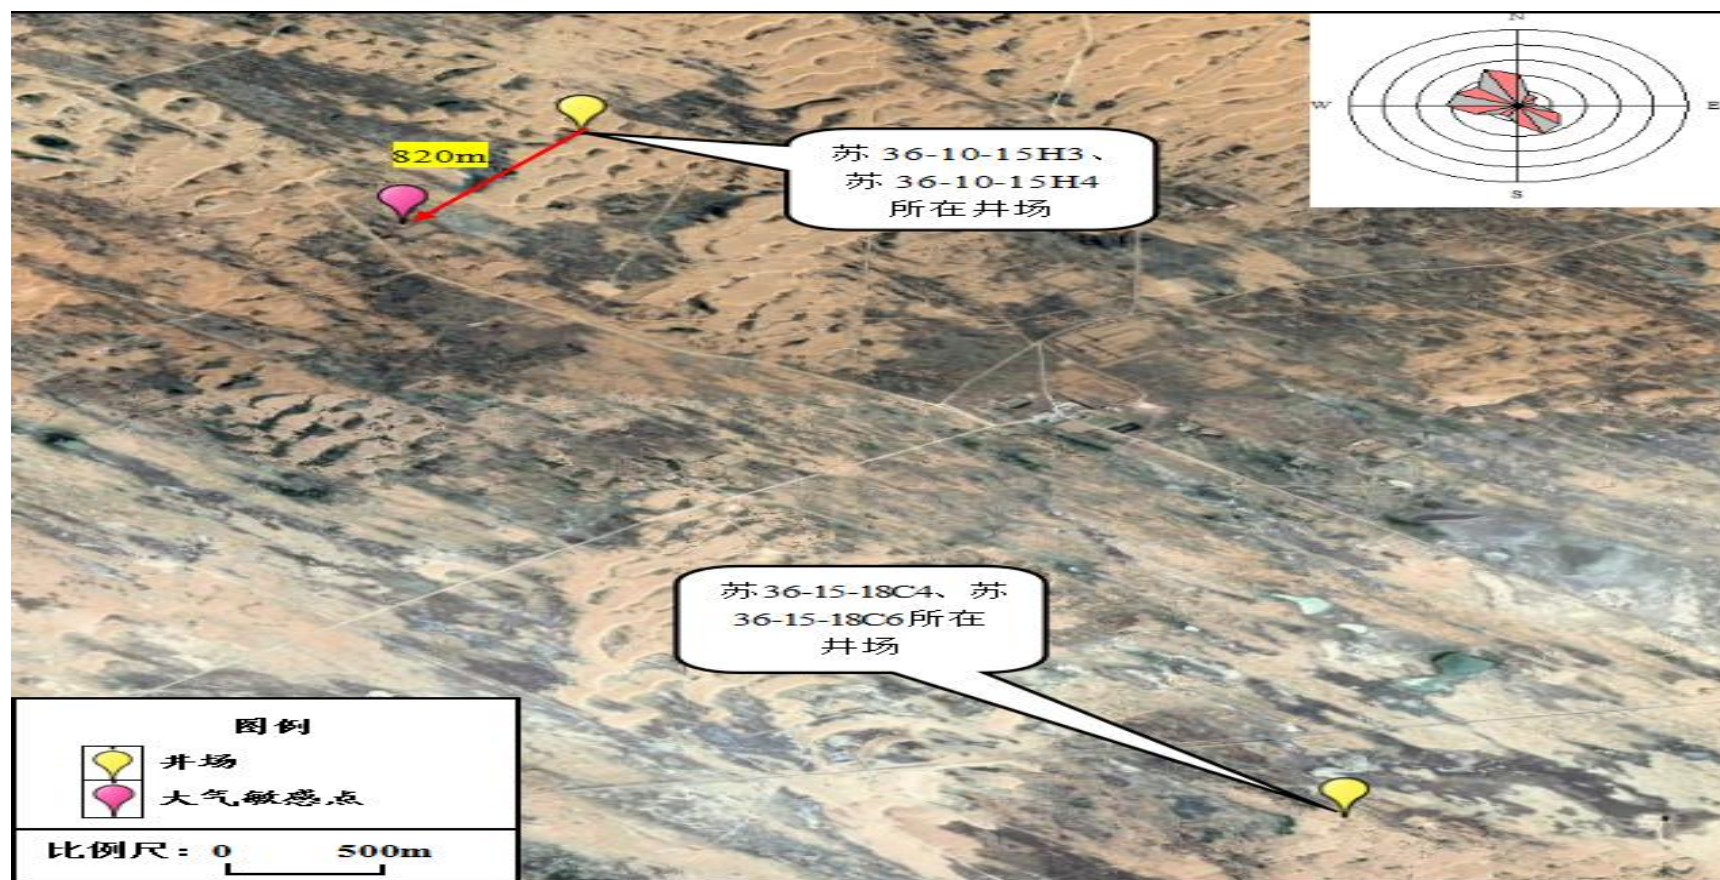 N
W
E
S
820m
苏 36-10-15H3、
苏 36-10-15H4
所在井场
苏36-15-18C4、苏
36-15-18C6所在
井场
图例
井场
大气敏感点
比例尺：0 500m